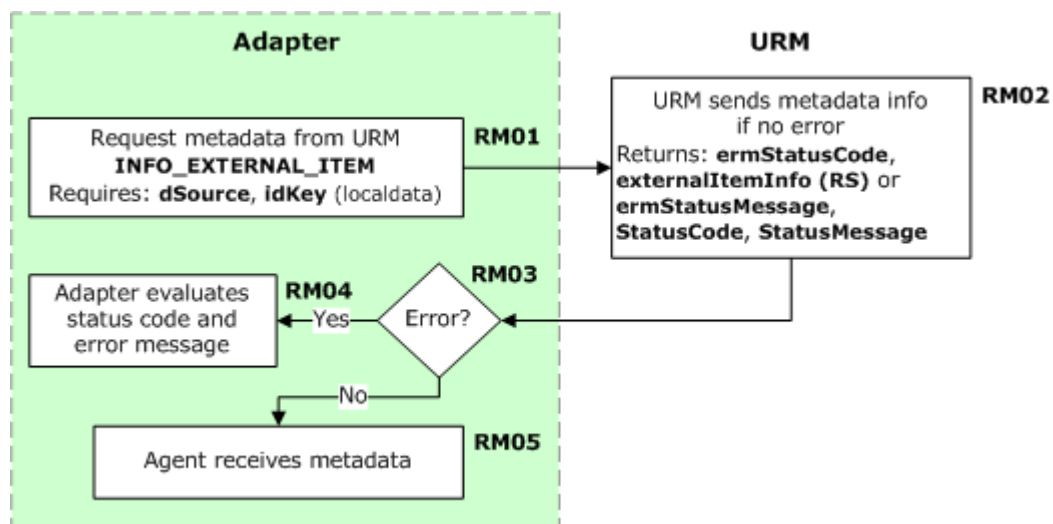 Adapter
URM
Request metadata from URM
INFO_EXTERNAL_ITEM
Requires: dSource, idKey (localdata)
RM01
URM sends metadata info
if no error
Returns: ermStatusCode,
externalItemInfo (RS) or
ermStatusMessage,
StatusCode, StatusMessage
RM02
Error?
RM03
Yes
Adapter evaluates
status code and
error message
RM04
No
Agent receives metadata
RM05